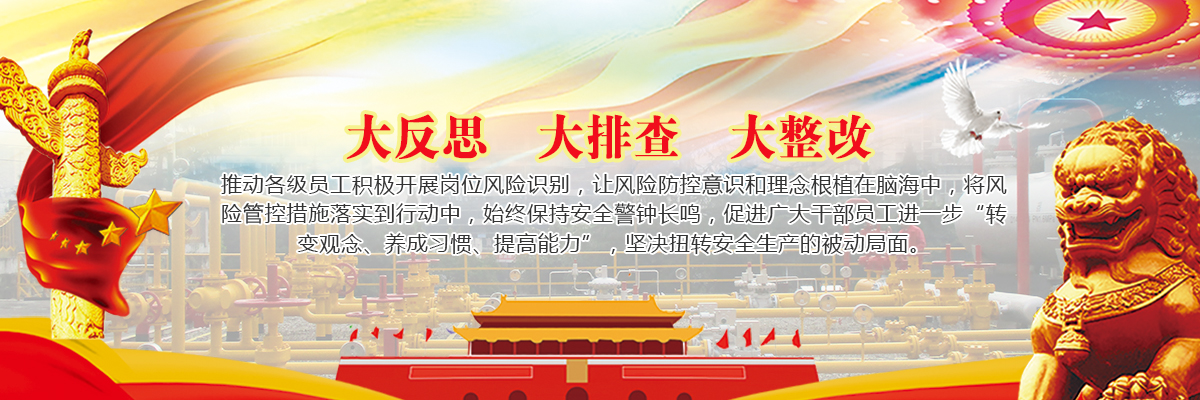 大反思 大排查 大整改
推动各级员工积极开展岗位风险识别，让风险防控意识和理念根植在脑海中，将风
险管控措施落实到行动中，始终保持安全警钟长鸣，促进广大干部员工进一步“转
变观念、养成习惯、提高能力”，坚决扭转安全生产的被动局面。